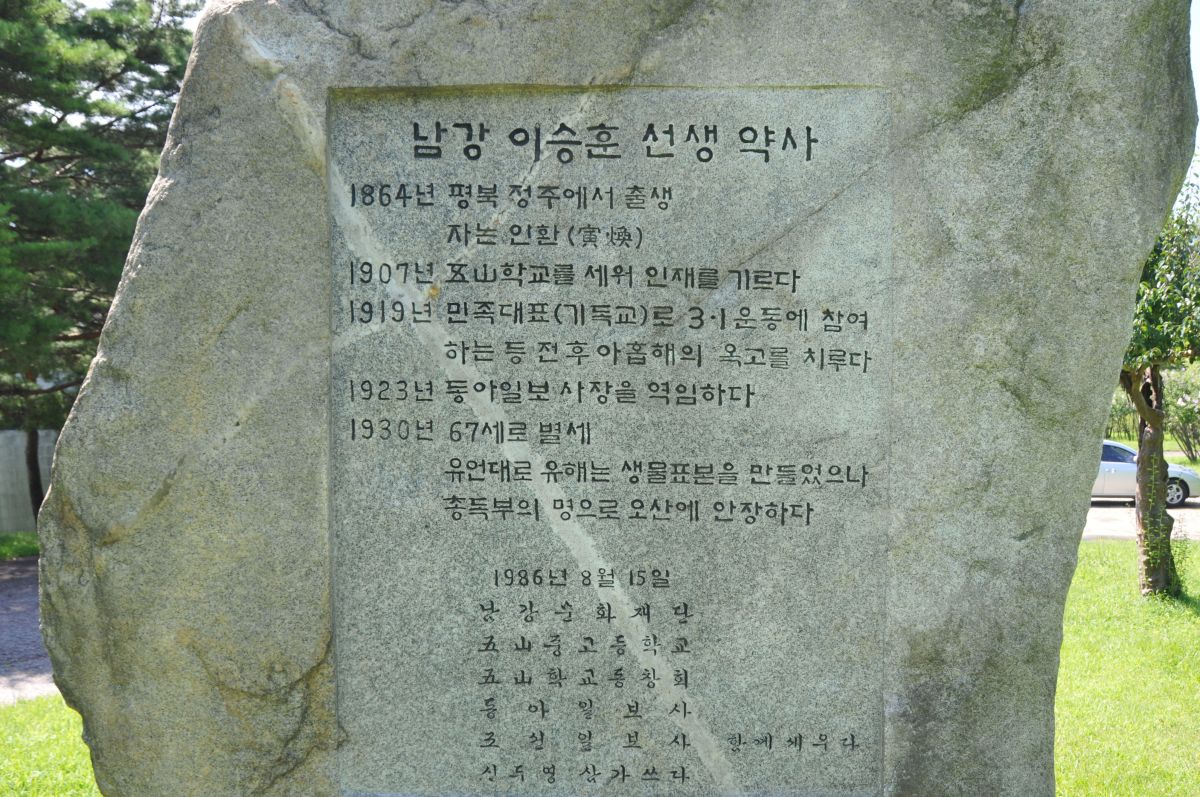 남강 이승훈 선생 약사
1864년 평북 정주에서 출생
자는 인환 (寅煥)
1907년 五山학교를 세워 인재를 기르다
1919년 민족대표(기독교)로 3·1운동에 참여
하는 등 전후 아홉해의 옥고를 치루다
1923년 동아일보 사장을 역임하다
1930년 67세로 별세
유언대로 유해는 생물표본을 만들었으나
총독부의 명으로 오산에 안장하다
1986년 8월 15일
남강문화재단
五山중고등학교
五山학교동창회
동아일보사
조선일보사 함께세우다
신두영 삼가쓰다